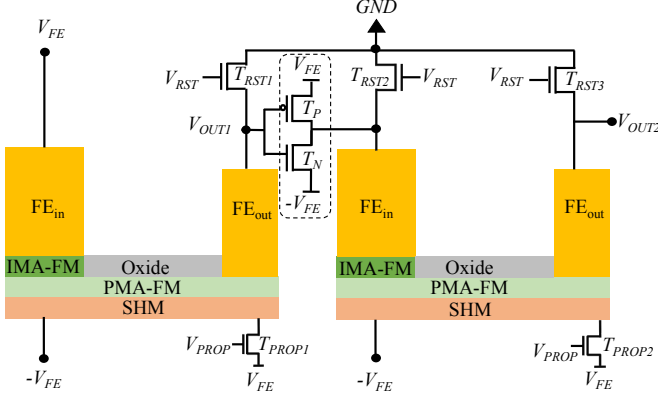 V_FE
GND
V_RST
T_RST1
V_FE
T_RST2
V_RST
V_RST
T_RST3
V_OUT1
T_P
V_OUT2
T_N
-V_FE
FE_in
FE_out
FE_in
FE_out
IMA-FM
Oxide
IMA-FM
Oxide
PMA-FM
PMA-FM
SHM
SHM
V_PROP
T_PROP1
V_PROP
T_PROP2
-V_FE
V_FE
-V_FE
V_FE